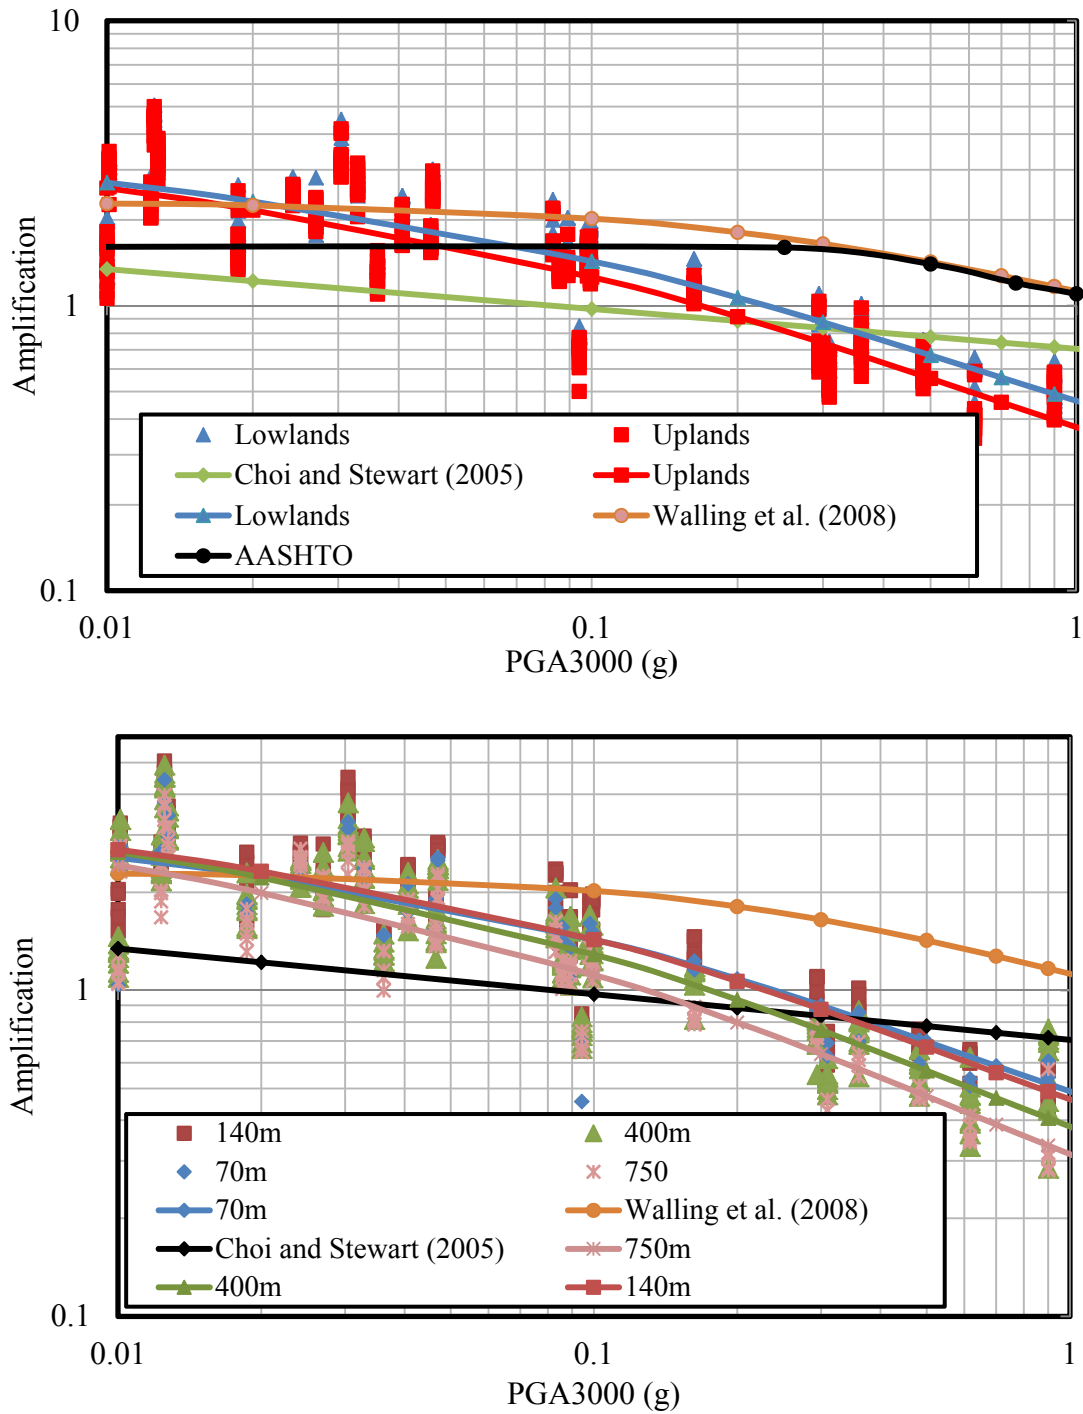 10
1
0.1
Amplification
Lowlands
Uplands
Choi and Stewart (2005)
Uplands
Lowlands
Walling et al. (2008)
AASHTO
0.01
0.1
1
PGA3000 (g)
1
0.1
Amplification
140m
400m
70m
750
70m
Walling et al. (2008)
Choi and Stewart (2005)
750m
400m
140m
0.01
0.1
1
PGA3000 (g)